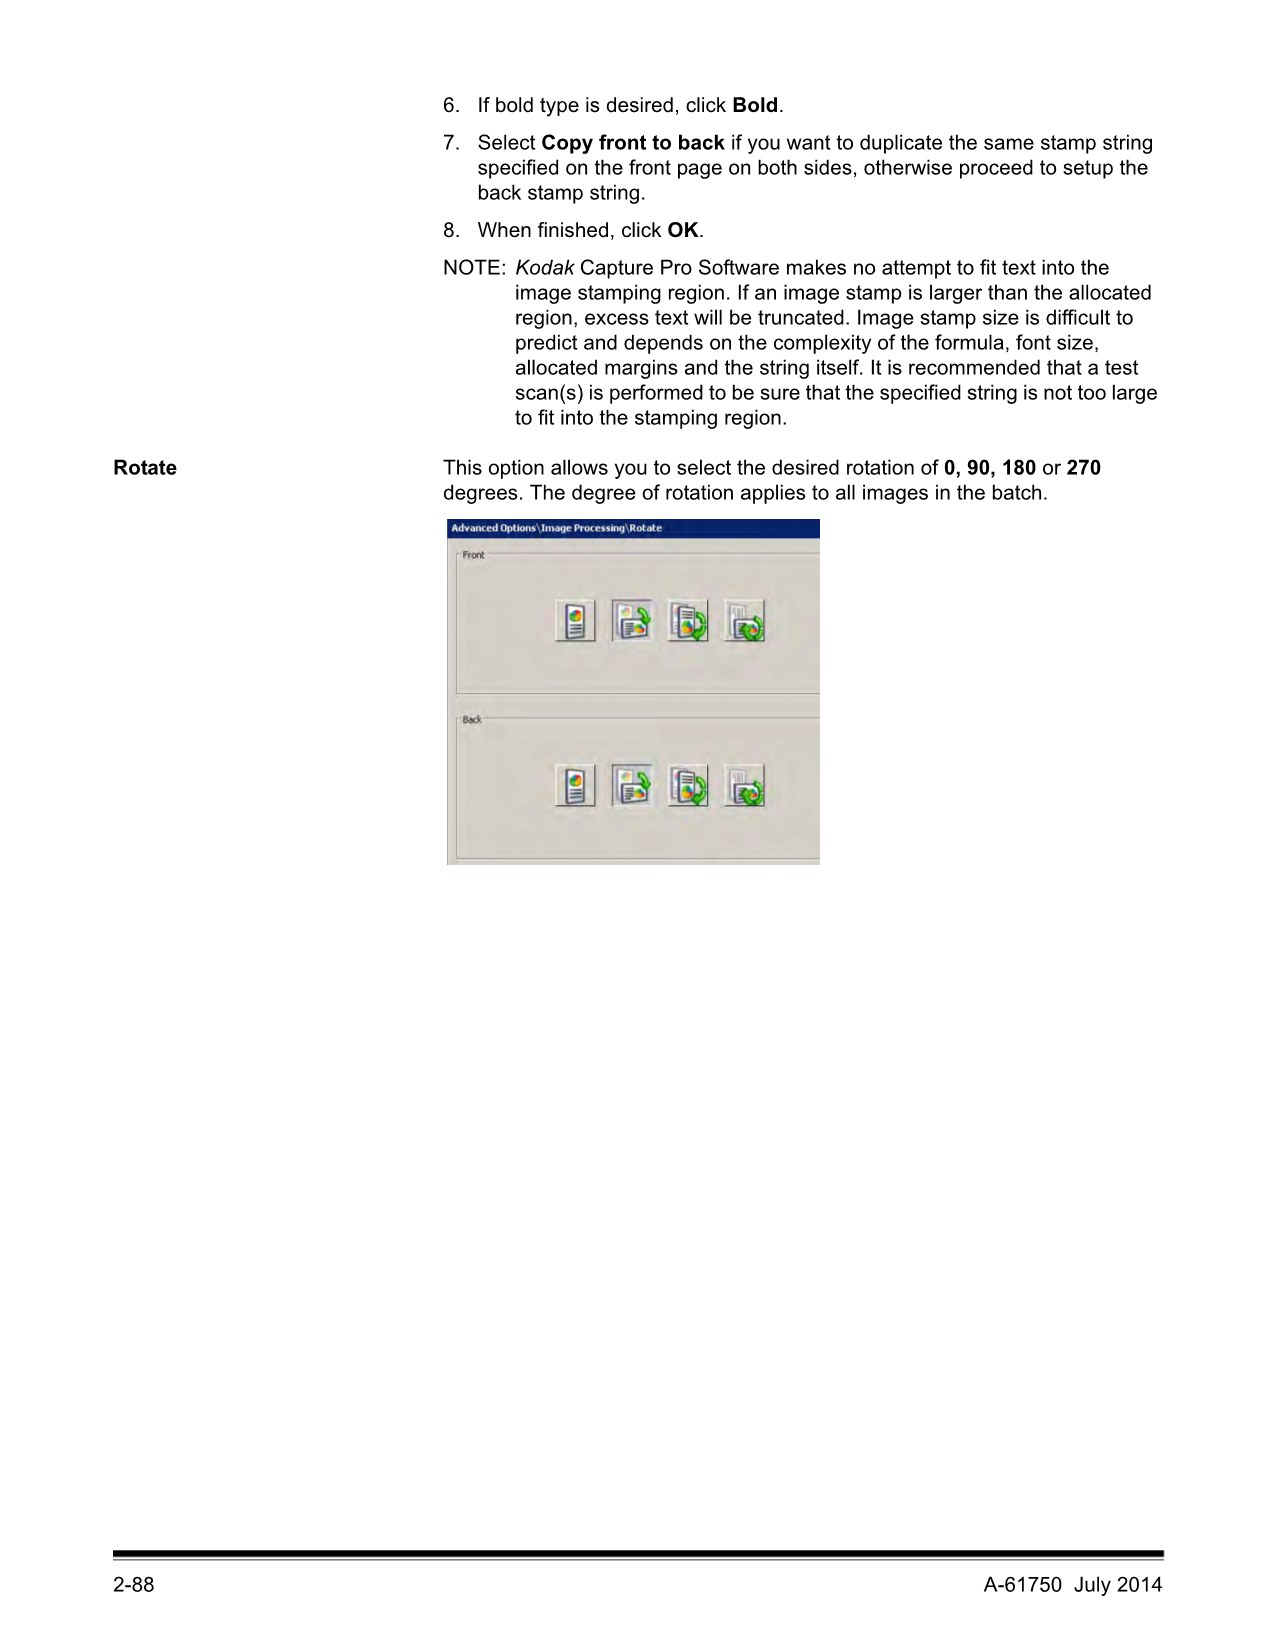 6. If bold type is desired, click Bold.
7. Select Copy front to back if you want to duplicate the same stamp string
specified on the front page on both sides, otherwise proceed to setup the
back stamp string.
8. When finished, click OK.
NOTE: Kodak Capture Pro Software makes no attempt to fit text into the
image stamping region. If an image stamp is larger than the allocated
region, excess text will be truncated. Image stamp size is difficult to
predict and depends on the complexity of the formula, font size,
allocated margins and the string itself. It is recommended that a test
scan(s) is performed to be sure that the specified string is not too large
to fit into the stamping region.
Rotate
This option allows you to select the desired rotation of 0, 90, 180 or 270
degrees. The degree of rotation applies to all images in the batch.
Advanced Options\Image Processing\Rotate
Front
Back
2-88
A-61750 July 2014